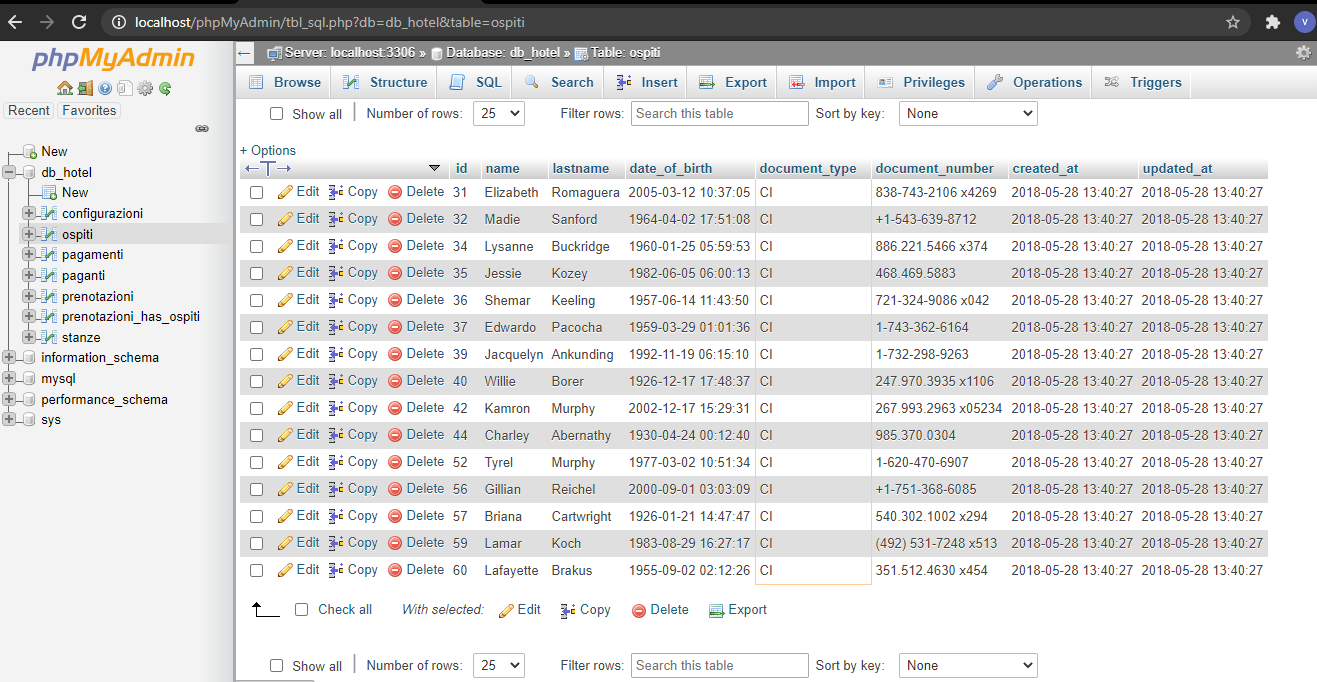 localhost/phpMyAdmin/tbl_sql.php?db=db_hotel&table=ospiti
V
phpMyAdmin
Recent Favorites
New
db_hotel
New
configurazioni
ospiti
pagamenti
paganti
prenotazioni
prenotazioni_has_ospiti
stanze
information_schema
mysql
performance_schema
sys
Server: localhost:3306 » Database: db_hotel » Table: ospiti
Browse Structure SQL Search Insert Export Import Privileges Operations Triggers
Show all Number of rows: 25 Filter rows: Search this table Sort by key: None
+ Options
id name lastname date_of_birth document_type document_number created_at updated_at
Edit Copy Delete 31 Elizabeth Romaguera 2005-03-12 10:37:05 CI 838-743-2106 x4269 2018-05-28 13:40:27 2018-05-28 13:40:27
Edit Copy Delete 32 Madie Sanford 1964-04-02 17:51:08 CI +1-543-639-8712 2018-05-28 13:40:27 2018-05-28 13:40:27
Edit Copy Delete 34 Lysanne Buckridge 1960-01-25 05:59:53 CI 886.221.5466 x374 2018-05-28 13:40:27 2018-05-28 13:40:27
Edit Copy Delete 35 Jessie Kozey 1982-06-05 06:00:13 CI 468.469.5883 2018-05-28 13:40:27 2018-05-28 13:40:27
Edit Copy Delete 36 Shemar Keeling 1957-06-14 11:43:50 CI 721-324-9086 x042 2018-05-28 13:40:27 2018-05-28 13:40:27
Edit Copy Delete 37 Edwardo Pacocha 1959-03-29 01:01:36 CI 1-743-362-6164 2018-05-28 13:40:27 2018-05-28 13:40:27
Edit Copy Delete 39 Jacquelyn Ankunding 1992-11-19 06:15:10 CI 1-732-298-9263 2018-05-28 13:40:27 2018-05-28 13:40:27
Edit Copy Delete 40 Willie Borer 1926-12-17 17:48:37 CI 247.970.3935 x1106 2018-05-28 13:40:27 2018-05-28 13:40:27
Edit Copy Delete 42 Kamron Murphy 2002-12-17 15:29:31 CI 267.993.2963 x05234 2018-05-28 13:40:27 2018-05-28 13:40:27
Edit Copy Delete 44 Charley Abernathy 1930-04-24 00:12:40 CI 985.370.0304 2018-05-28 13:40:27 2018-05-28 13:40:27
Edit Copy Delete 52 Tyrel Murphy 1977-03-02 10:51:34 CI 1-620-470-6907 2018-05-28 13:40:27 2018-05-28 13:40:27
Edit Copy Delete 56 Gillian Reichel 2000-09-01 03:03:09 CI +1-751-368-6085 2018-05-28 13:40:27 2018-05-28 13:40:27
Edit Copy Delete 57 Briana Cartwright 1926-01-21 14:47:47 CI 540.302.1002 x294 2018-05-28 13:40:27 2018-05-28 13:40:27
Edit Copy Delete 59 Lamar Koch 1983-08-29 16:27:17 CI (492) 531-7248 x513 2018-05-28 13:40:27 2018-05-28 13:40:27
Edit Copy Delete 60 Lafayette Brakus 1955-09-02 02:12:26 CI 351.512.4630 x454 2018-05-28 13:40:27 2018-05-28 13:40:27
Check all With selected: Edit Copy Delete Export
Show all Number of rows: 25 Filter rows: Search this table Sort by key: None